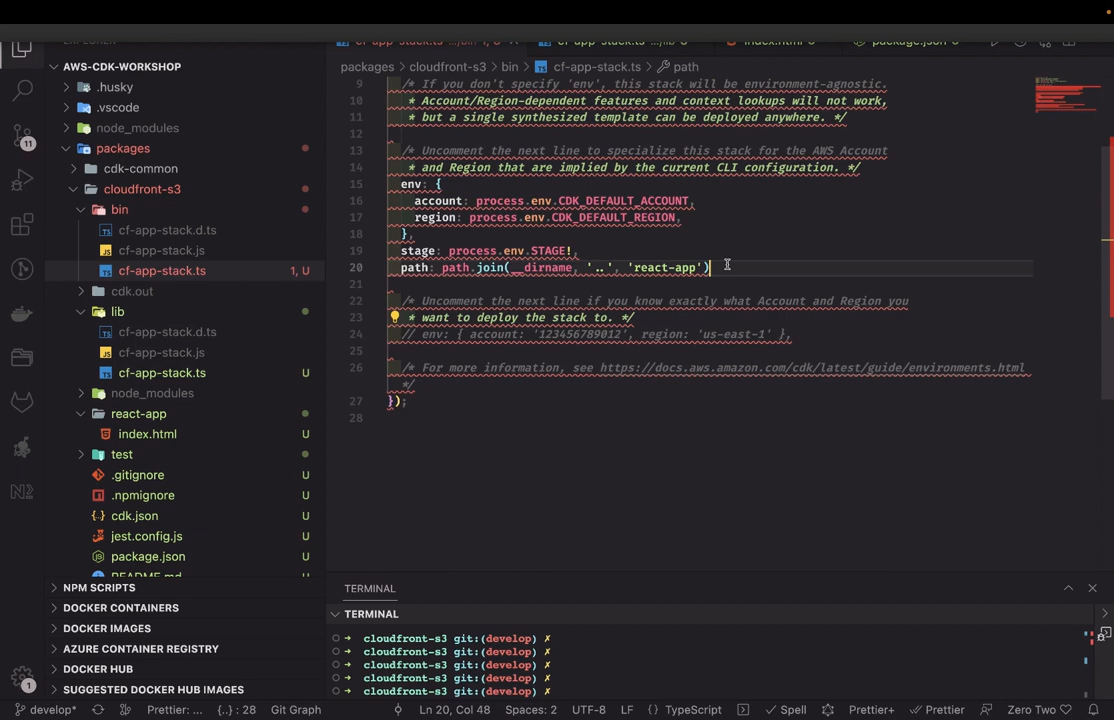 AWS-CDK-WORKSHOP
.husky
.vscode
node_modules
packages
cdk-common
cloudfront-s3
bin
cf-app-stack.d.ts
cf-app-stack.js
cf-app-stack.ts 1, U
cdk.out
lib
cf-app-stack.d.ts
cf-app-stack.js
cf-app-stack.ts U
node_modules
react-app
index.html U
test
.gitignore U
.npmignore U
cdk.json U
jest.config.js U
package.json U
README.md
NPM SCRIPTS
DOCKER CONTAINERS
DOCKER IMAGES
AZURE CONTAINER REGISTRY
DOCKER HUB
SUGGESTED DOCKER HUB IMAGES
11
1
packages > cloudfront-s3 > bin > cf-app-stack.ts > path
9 /* If you don't specify 'env', this stack will be environment-agnostic.
10 * Account/Region-dependent features and context lookups will not work,
11 * but a single synthesized template can be deployed anywhere. */
12
13 /* Uncomment the next line to specialize this stack for the AWS Account
14 * and Region that are implied by the current CLI configuration. */
15 env: {
16 account: process.env.CDK_DEFAULT_ACCOUNT,
17 region: process.env.CDK_DEFAULT_REGION,
18 },
19 stage: process.env.STAGE!,
20 path: path.join(__dirname, '..', 'react-app')
21
22 /* Uncomment the next line if you know exactly what Account and Region you
23 * want to deploy the stack to. */
24 // env: { account: '123456789012', region: 'us-east-1' },
25
26 /* For more information, see https://docs.aws.amazon.com/cdk/latest/guide/environments.html
*/
27 });
28
TERMINAL
TERMINAL
➜ cloudfront-s3 git:(develop) ✗
➜ cloudfront-s3 git:(develop) ✗
➜ cloudfront-s3 git:(develop) ✗
➜ cloudfront-s3 git:(develop) ✗
➜ cloudfront-s3 git:(develop) ✗
develop* Prettier: ... {..} : 28 Git Graph Ln 20, Col 48 Spaces: 2 UTF-8 LF {} TypeScript Spell Prettier+ Prettier Zero Two